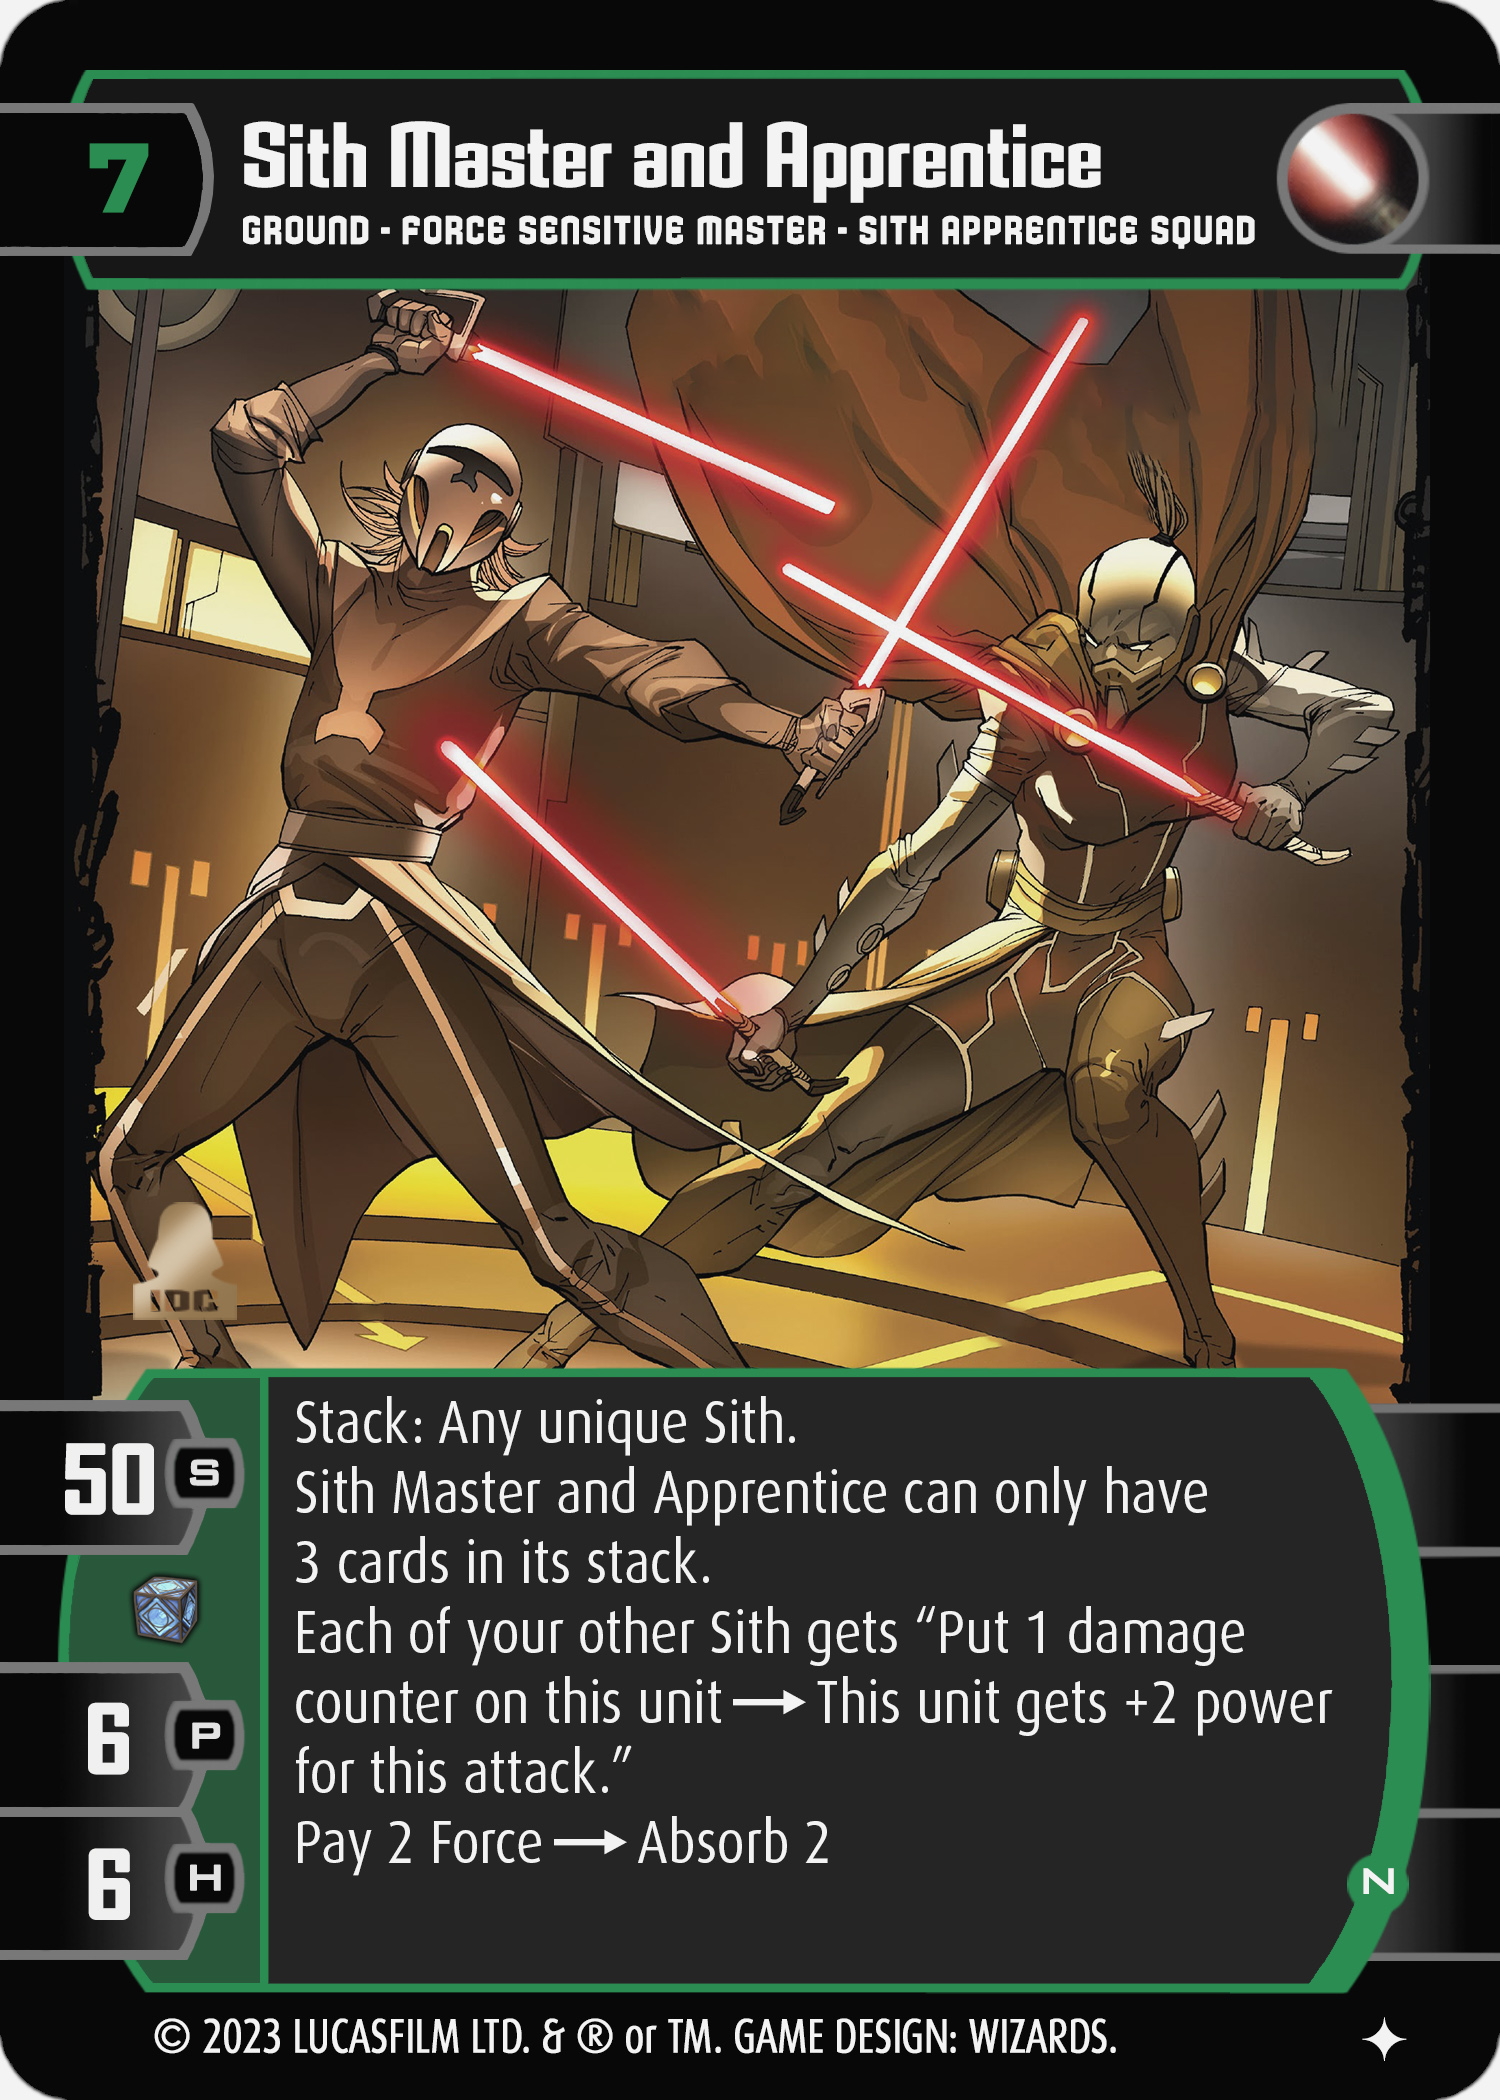 7
Sith Master and Apprentice
GROUND - FORCE SENSITIVE MASTER - SITH APPRENTICE SQUAD
IDC
50 S
6 P
6 H
Stack: Any unique Sith.
Sith Master and Apprentice can only have
3 cards in its stack.
Each of your other Sith gets “Put 1 damage
counter on this unit → This unit gets +2 power
for this attack.”
Pay 2 Force → Absorb 2
N
© 2023 LUCASFILM LTD. & ® or TM. GAME DESIGN: WIZARDS.